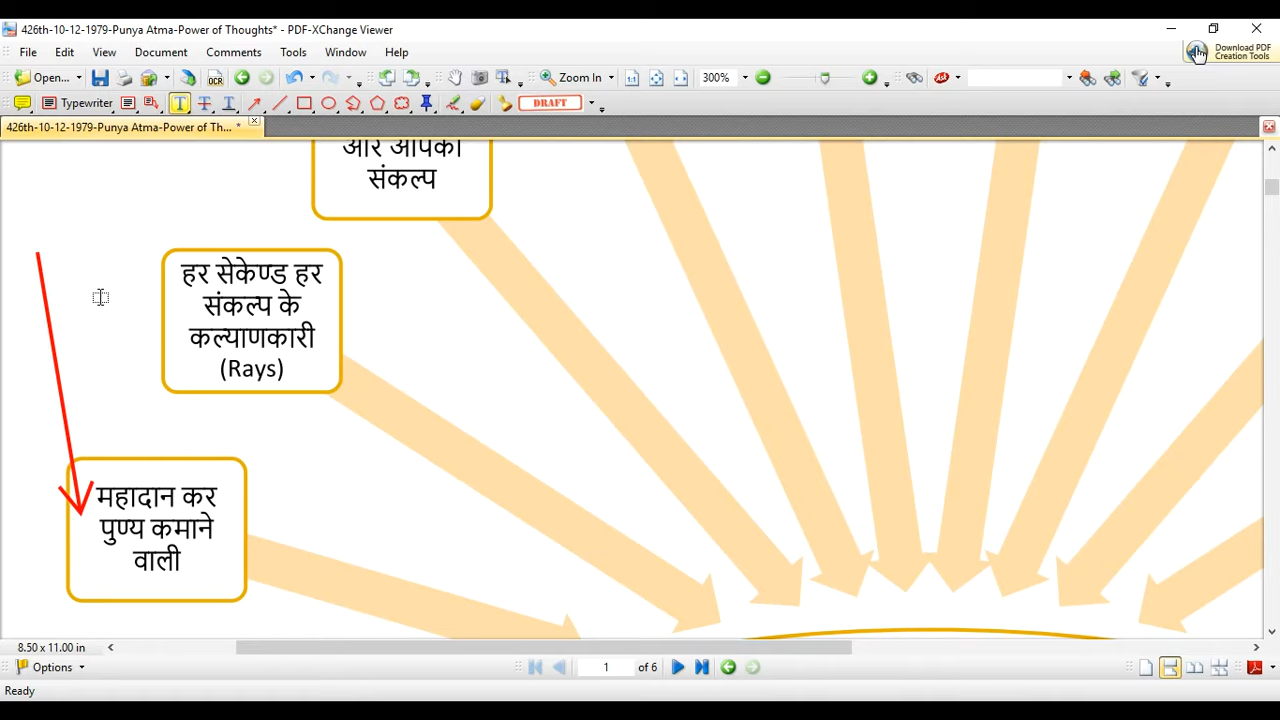 426th-10-12-1979-Punya Atma-Power of Thoughts* - PDF-XChange Viewer
Download PDF
Creation Tools
File Edit View Document Comments Tools Window Help
Open... OCR Zoom In 300%
Typewriter T T T DRAFT
426th-10-12-1979-Punya Atma-Power of Th... *
और आपका
संकल्प
हर सेकेण्ड हर
संकल्प के
कल्याणकारी
(Rays)
महादान कर
पुण्य कमाने
वाली
8.50 x 11.00 in
Options 1 of 6
Ready